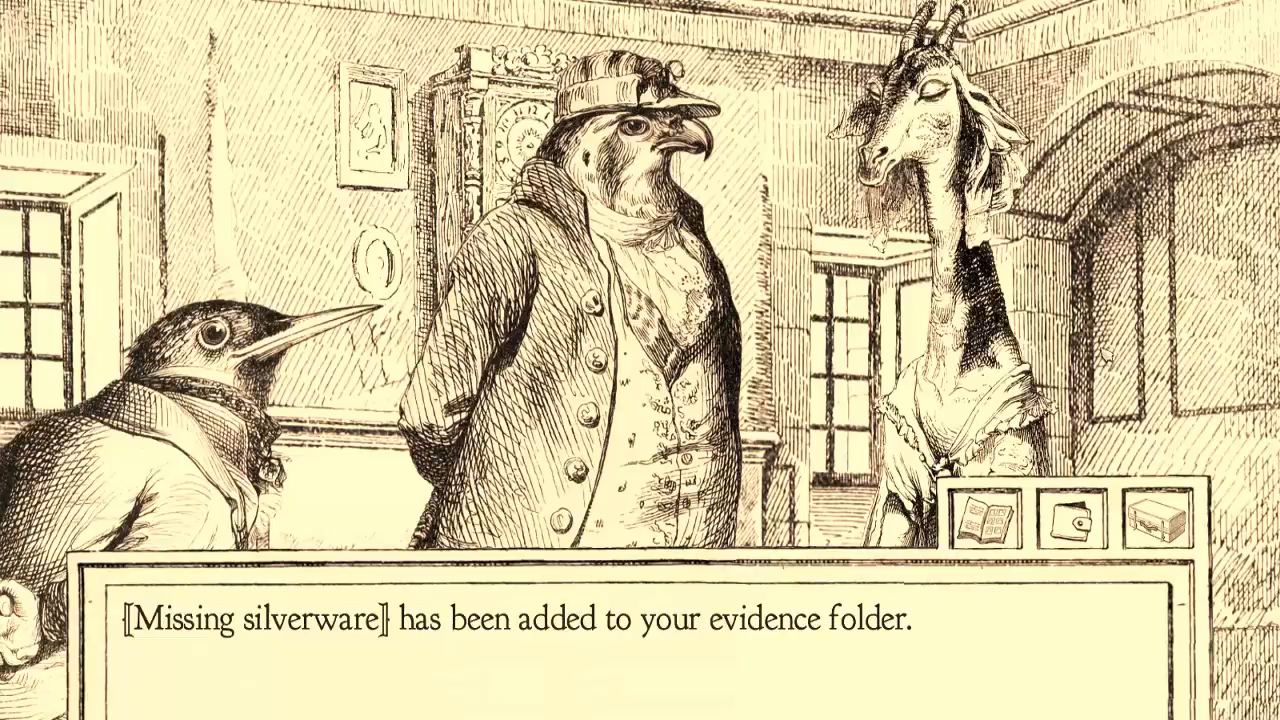 ⟦Missing silverware⟧ has been added to your evidence folder.